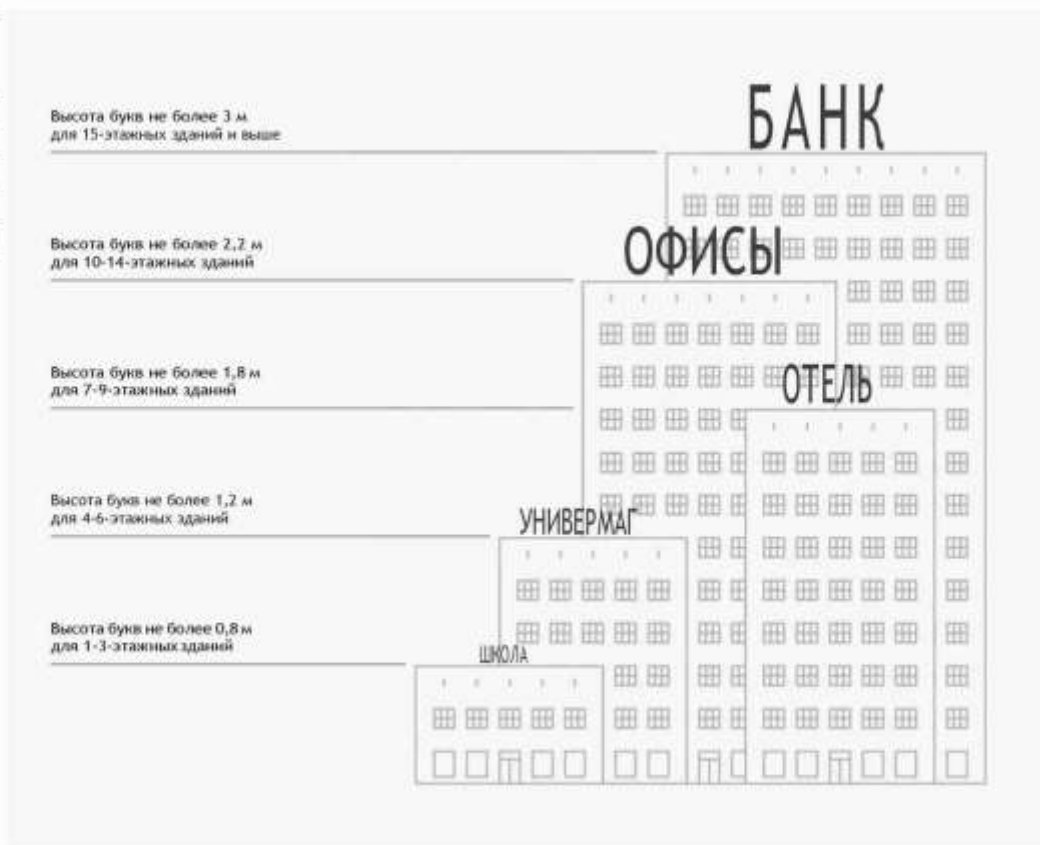 БАНК
Высота букв не более 3 м
для 15-этажных зданий и выше
ОФИСЫ
Высота букв не более 2,2 м
для 10-14-этажных зданий
Высота букв не более 1,8 м
для 7-9-этажных зданий
ОТЕЛЬ
Высота букв не более 1,2 м
для 4-6-этажных зданий
УНИВЕРМАГ
Высота букв не более 0,8 м
для 1-3-этажных зданий
ШКОЛА